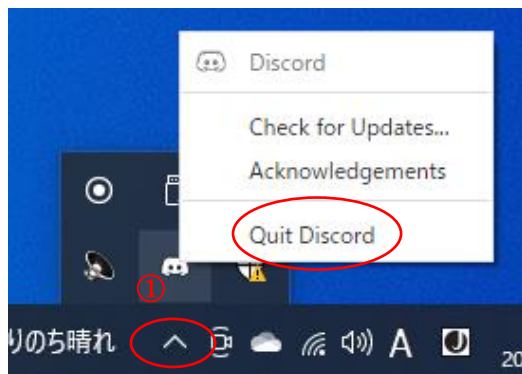 Discord
Check for Updates...
Acknowledgements
Quit Discord
①
りのち晴れ
A
J
20